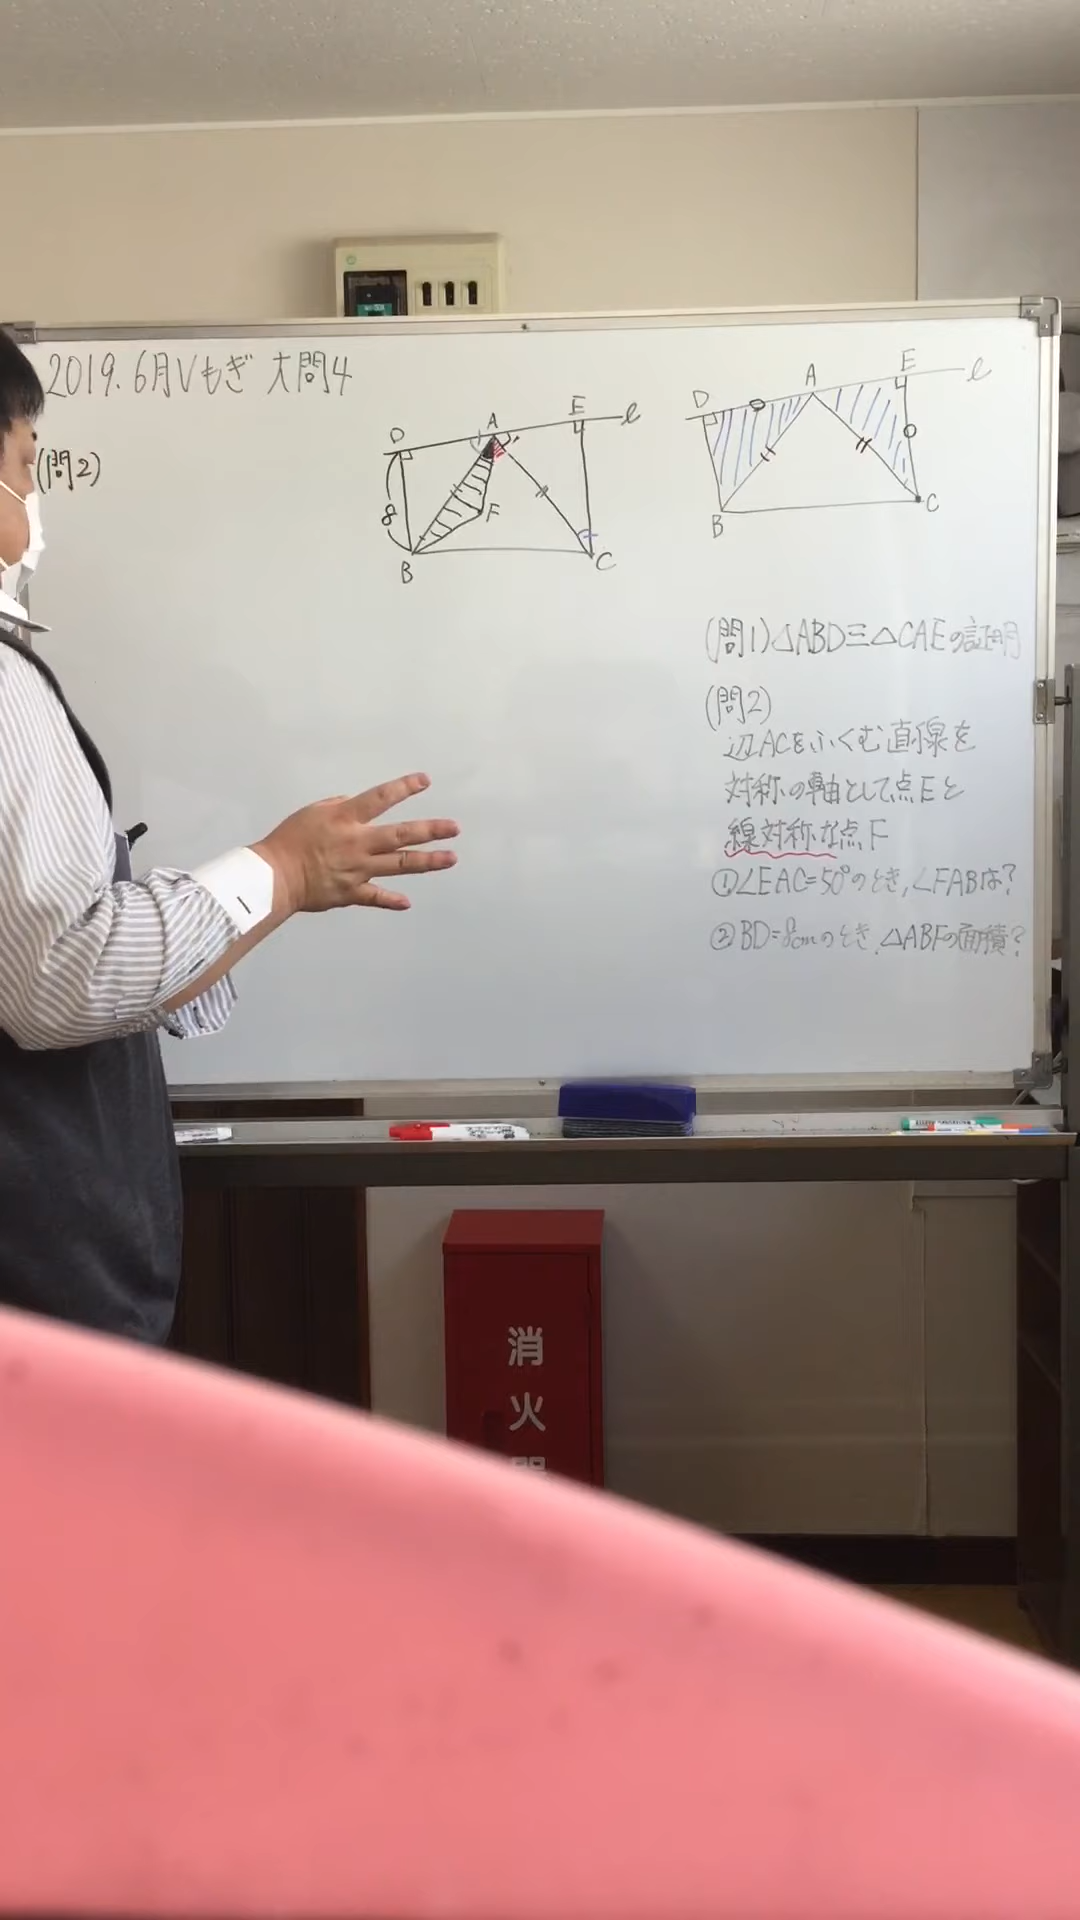 2019.6月Vもぎ 大問4
(問2)
D
A
E
l
8
F
B
C
D
A
E
l
B
C
(問1)△ABD≡△CAEの証明
(問2)
辺ACをふくむ直線を
対称の軸として点Eと
線対称な点F
①∠EAC=50°のとき,∠FABは?
②BD=8cmのとき,△ABFの面積?
消
火